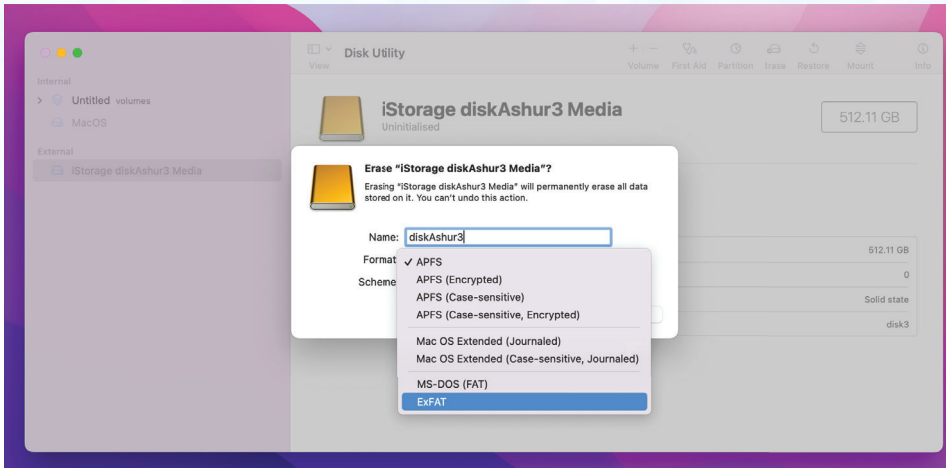 Disk Utility
View
Volume First Aid Partition Erase Restore Mount Info
Internal
Untitled volumes
MacOS
External
iStorage diskAshur3 Media
iStorage diskAshur3 Media
Uninitialised
512.11 GB
Erase "iStorage diskAshur3 Media"?
Erasing "iStorage diskAshur3 Media" will permanently erase all data
stored on it. You can't undo this action.
Name: diskAshur3
Format
Scheme
✓ APFS
APFS (Encrypted)
APFS (Case-sensitive)
APFS (Case-sensitive, Encrypted)
Mac OS Extended (Journaled)
Mac OS Extended (Case-sensitive, Journaled)
MS-DOS (FAT)
ExFAT
512.11 GB
0
Solid state
disk3